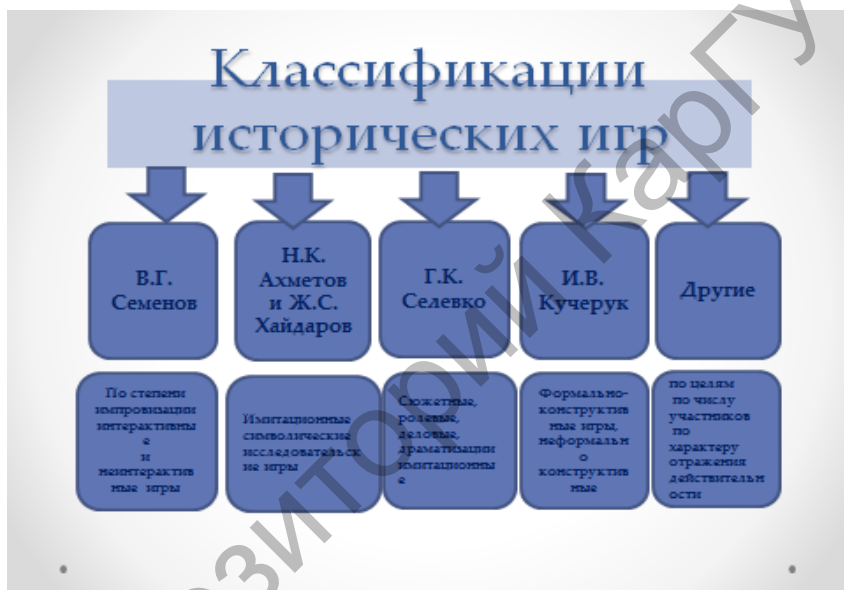 Классификации
исторических игр
В.Г.
Семенов
Н.К.
Ахметов
и Ж.С.
Хайдаров
Г.К.
Селевко
И.В.
Кучерук
Другие
По степени
импровизации
интерактивны
е
и
неинтерактив
ные игры
Имитационные
символические
исследовательск
ие игры
Сюжетные,
ролевые,
деловые,
драматизации
имитационны
е
Формально-
конструктив
ные игры,
неформальн
о
конструктив
ные
по целям
по числу
участников
по
характеру
отражения
действительн
ости
зиторий КарГУ